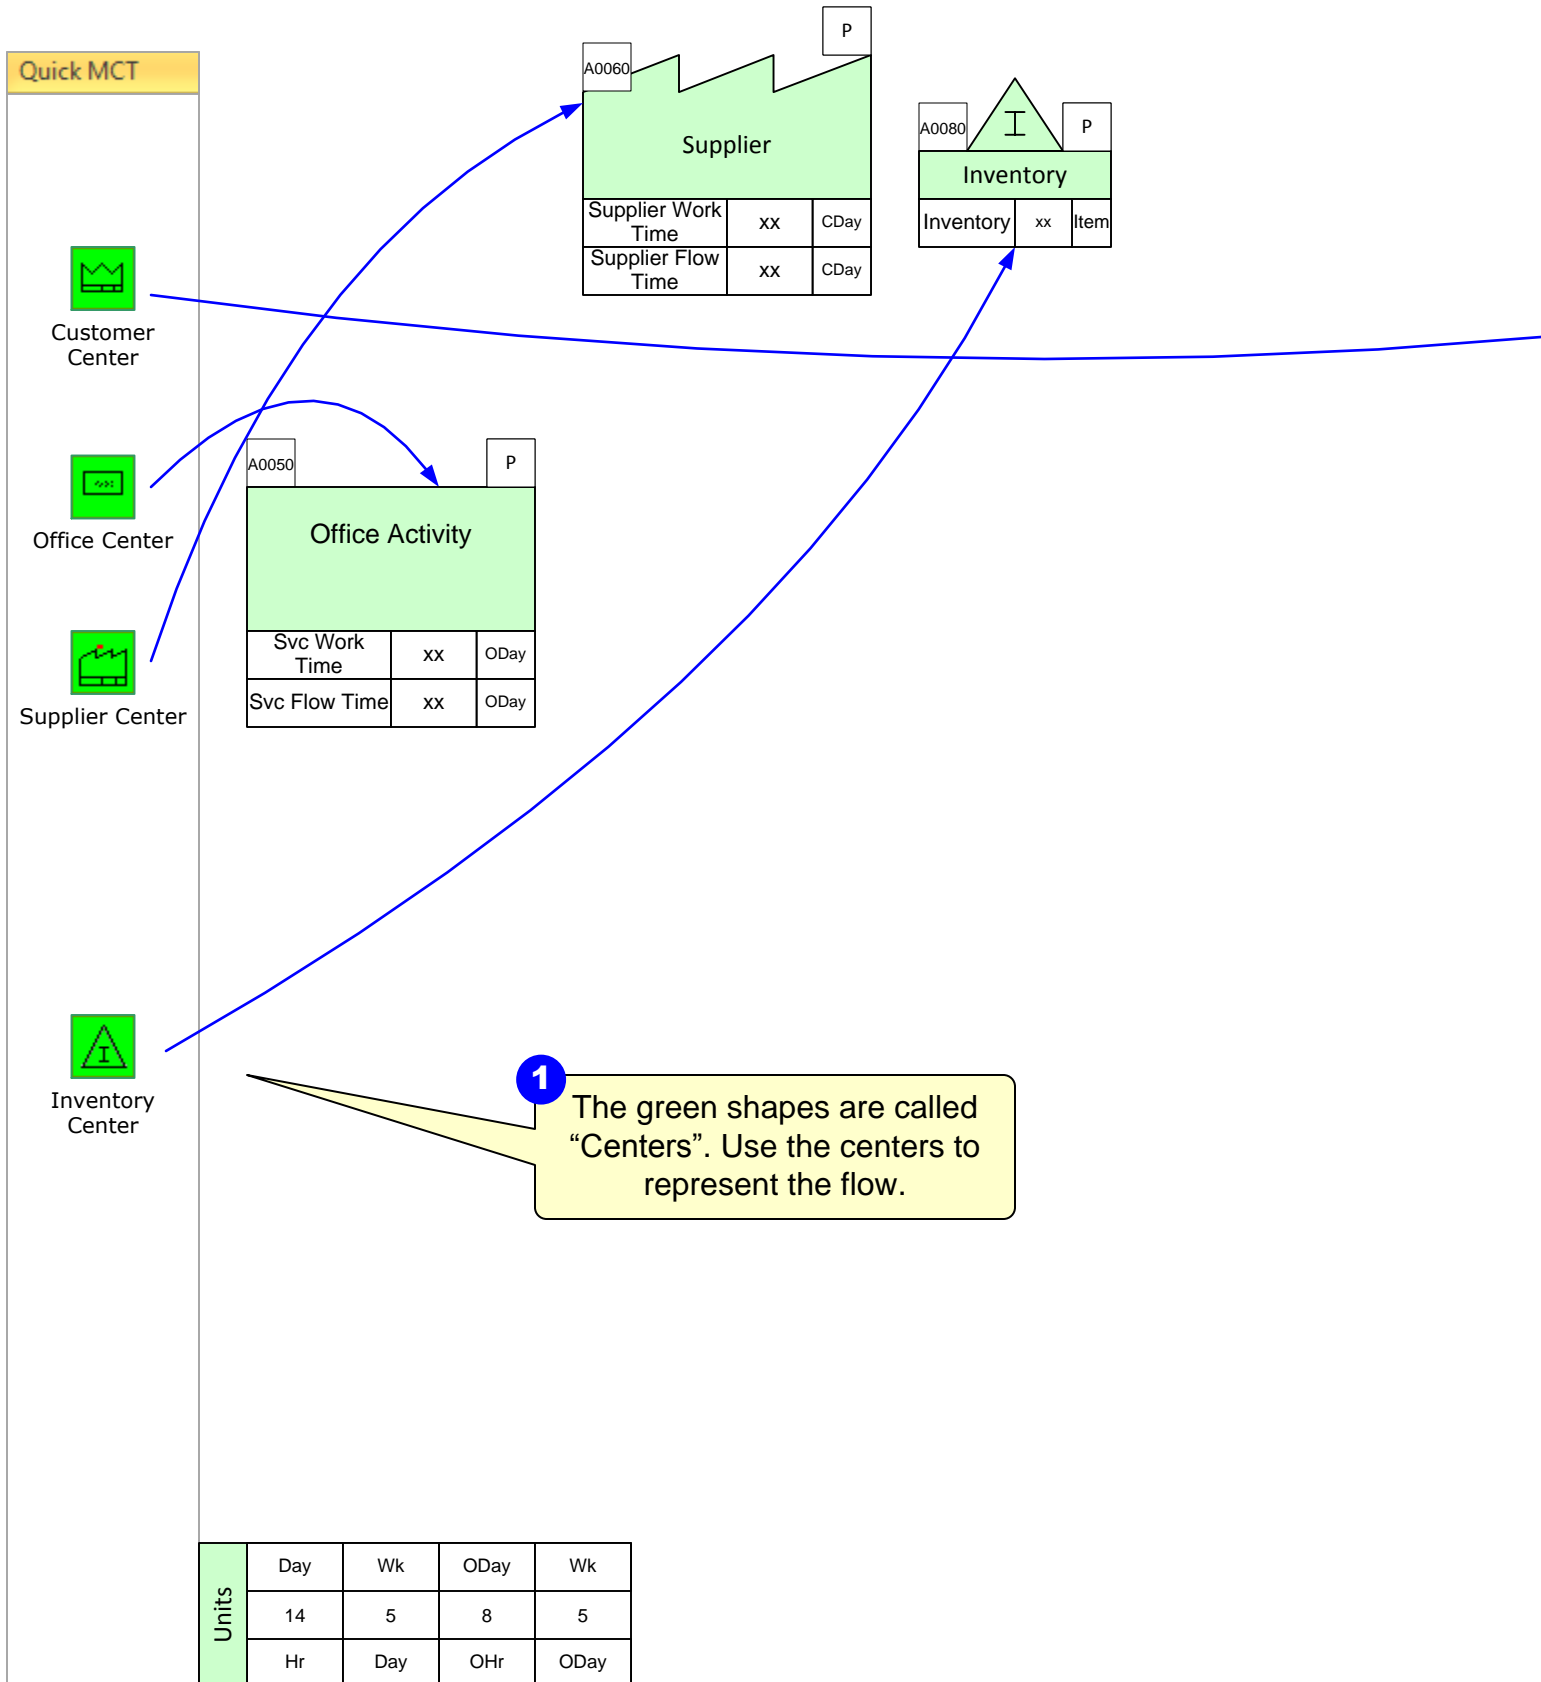 Quick MCT
Customer
Center
Office Center
Supplier Center
Inventory
Center
A0060
P
Supplier
Supplier Work
Time
xx
CDay
Supplier Flow
Time
xx
CDay
A0080
I
P
Inventory
Inventory
xx
Item
A0050
P
Office Activity
Svc Work
Time
xx
ODay
Svc Flow Time
xx
ODay
1
The green shapes are called
“Centers”. Use the centers to
represent the flow.
Units
Day
Wk
ODay
Wk
14
5
8
5
Hr
Day
OHr
ODay